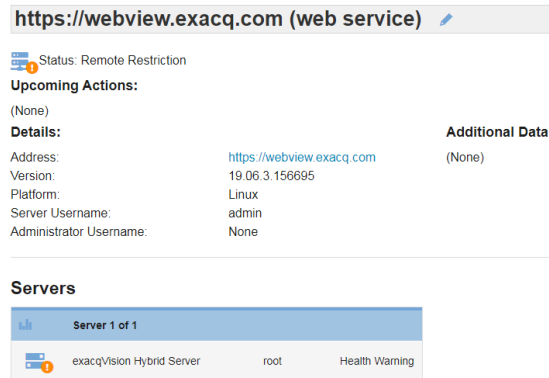 https://webview.exacq.com (web service)
Status: Remote Restriction
Upcoming Actions:
(None)
Details:
Additional Data
Address: https://webview.exacq.com (None)
Version: 19.06.3.156695
Platform: Linux
Server Username: admin
Administrator Username: None
Servers
Server 1 of 1
exacqVision Hybrid Server root Health Warning